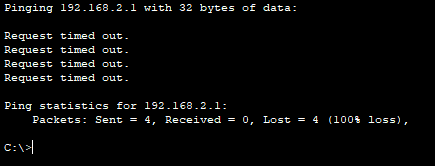 Pinging 192.168.2.1 with 32 bytes of data:
Request timed out.
Request timed out.
Request timed out.
Request timed out.
Ping statistics for 192.168.2.1:
    Packets: Sent = 4, Received = 0, Lost = 4 (100% loss),
C:\>